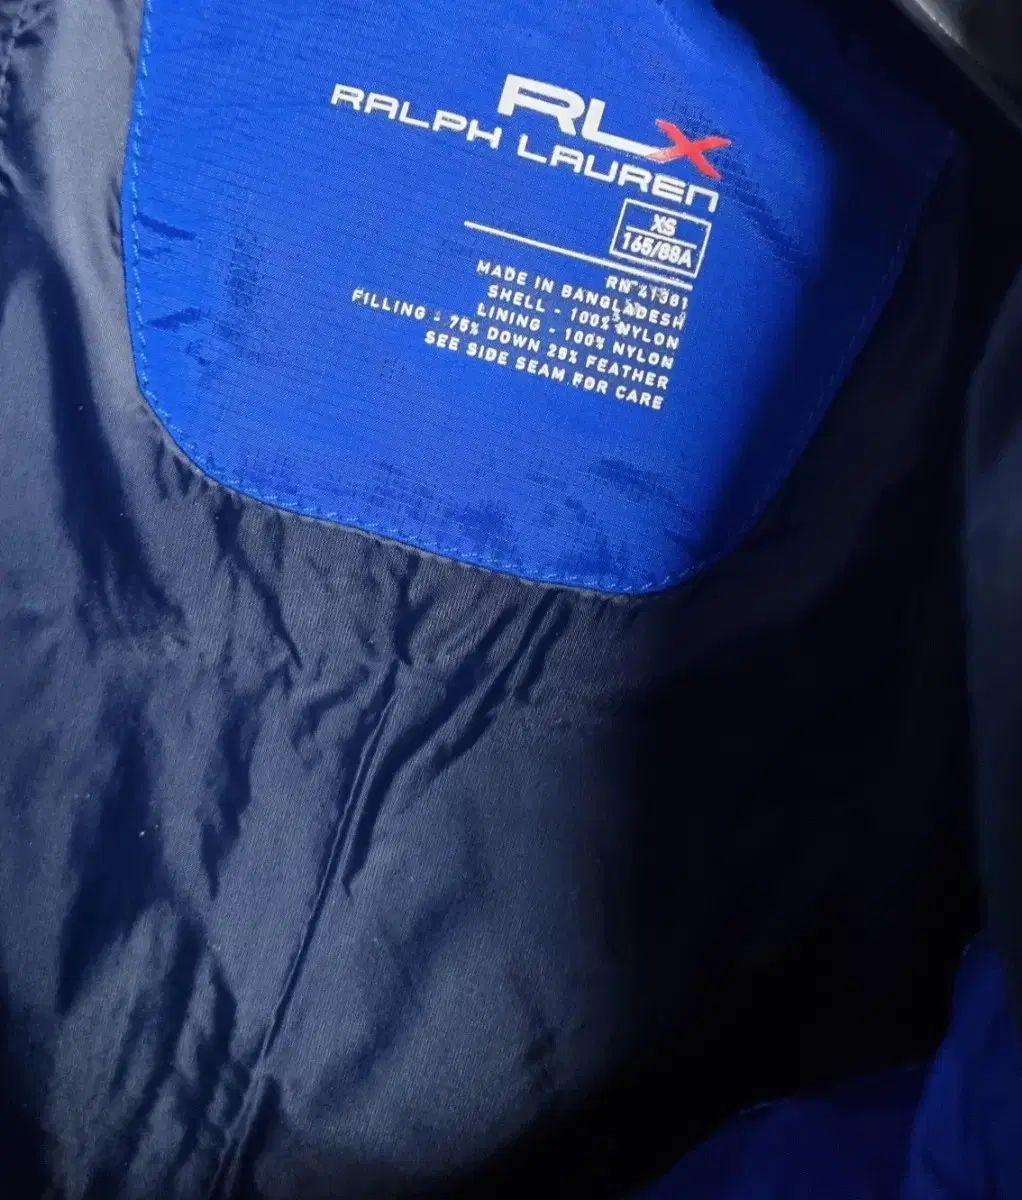 RLX
RALPH LAUREN
XS
165/88A
RN 41381
MADE IN BANGLADESH
SHELL - 100% NYLON
LINING - 100% NYLON
FILLING : 75% DOWN 25% FEATHER
SEE SIDE SEAM FOR CARE